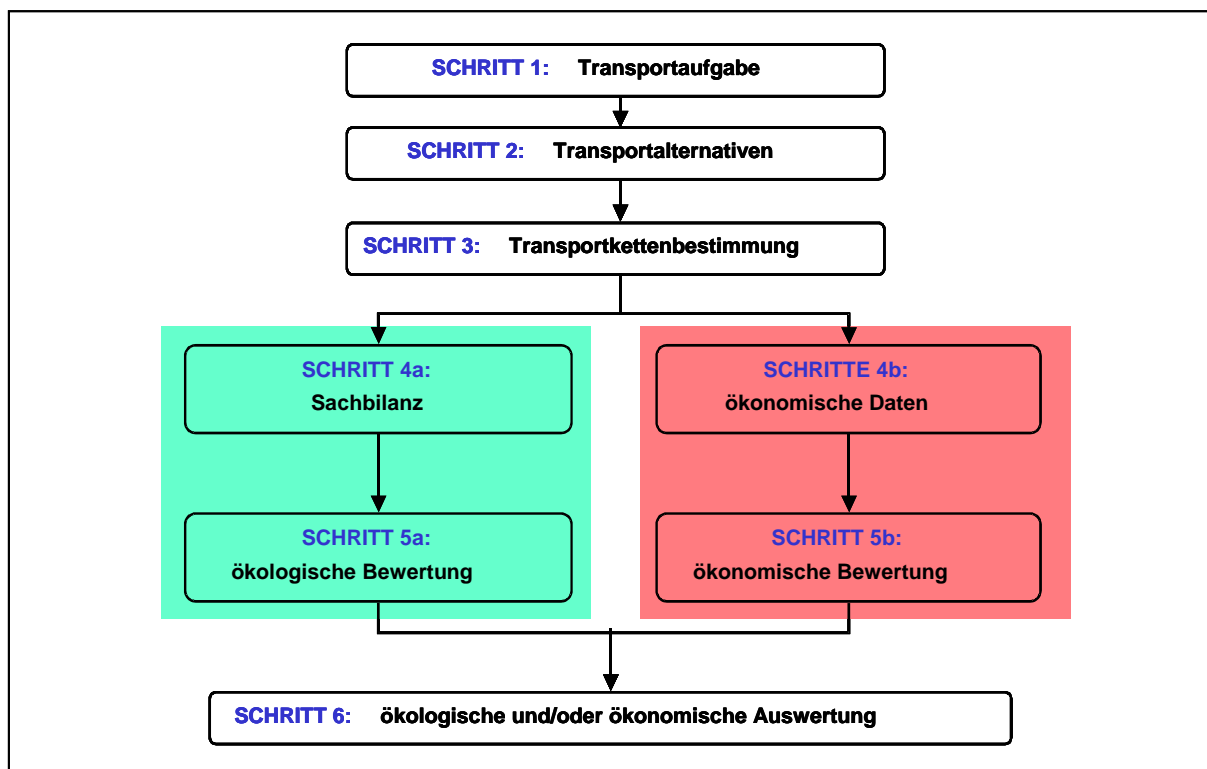 SCHRITT 1: Transportaufgabe
SCHRITT 2: Transportalternativen
SCHRITT 3: Transportkettenbestimmung
SCHRITT 4a:
Sachbilanz
SCHRITTE 4b:
ökonomische Daten
SCHRITT 5a:
ökologische Bewertung
SCHRITT 5b:
ökonomische Bewertung
SCHRITT 6: ökologische und/oder ökonomische Auswertung